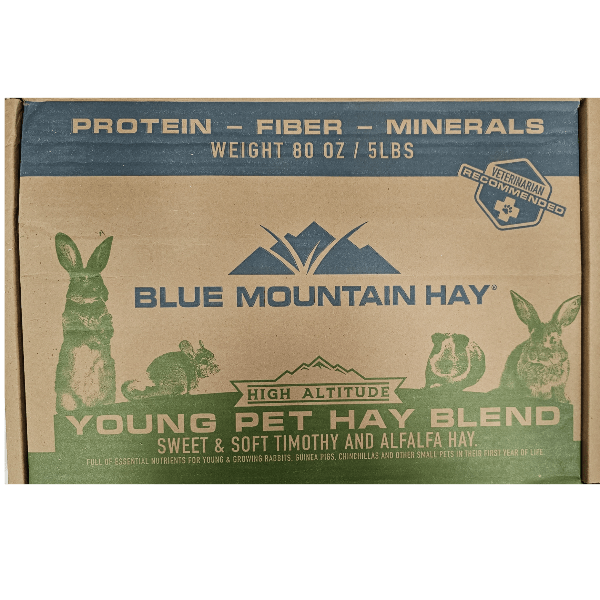 PROTEIN – FIBER – MINERALS
WEIGHT 80 OZ / 5LBS
VETERINARIAN
RECOMMENDED
BLUE MOUNTAIN HAY®
HIGH ALTITUDE
YOUNG PET HAY BLEND
SWEET & SOFT TIMOTHY AND ALFALFA HAY.
FULL OF ESSENTIAL NUTRIENTS FOR YOUNG & GROWING RABBITS, GUINEA PIGS, CHINCHILLAS AND OTHER SMALL PETS IN THEIR FIRST YEAR OF LIFE.